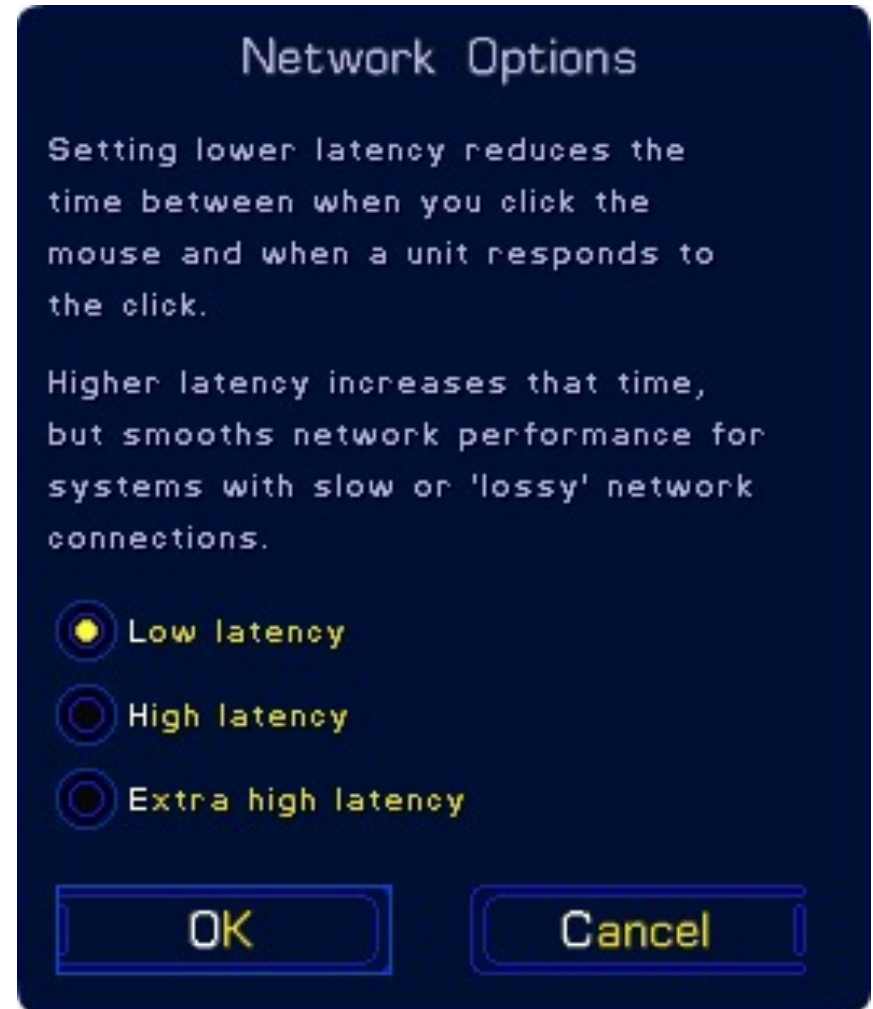 Network Options
Setting lower latency reduces the
time between when you click the
mouse and when a unit responds to
the click.
Higher latency increases that time,
but smooths network performance for
systems with slow or 'lossy' network
connections.
Low latency
High latency
Extra high latency
OK
Cancel